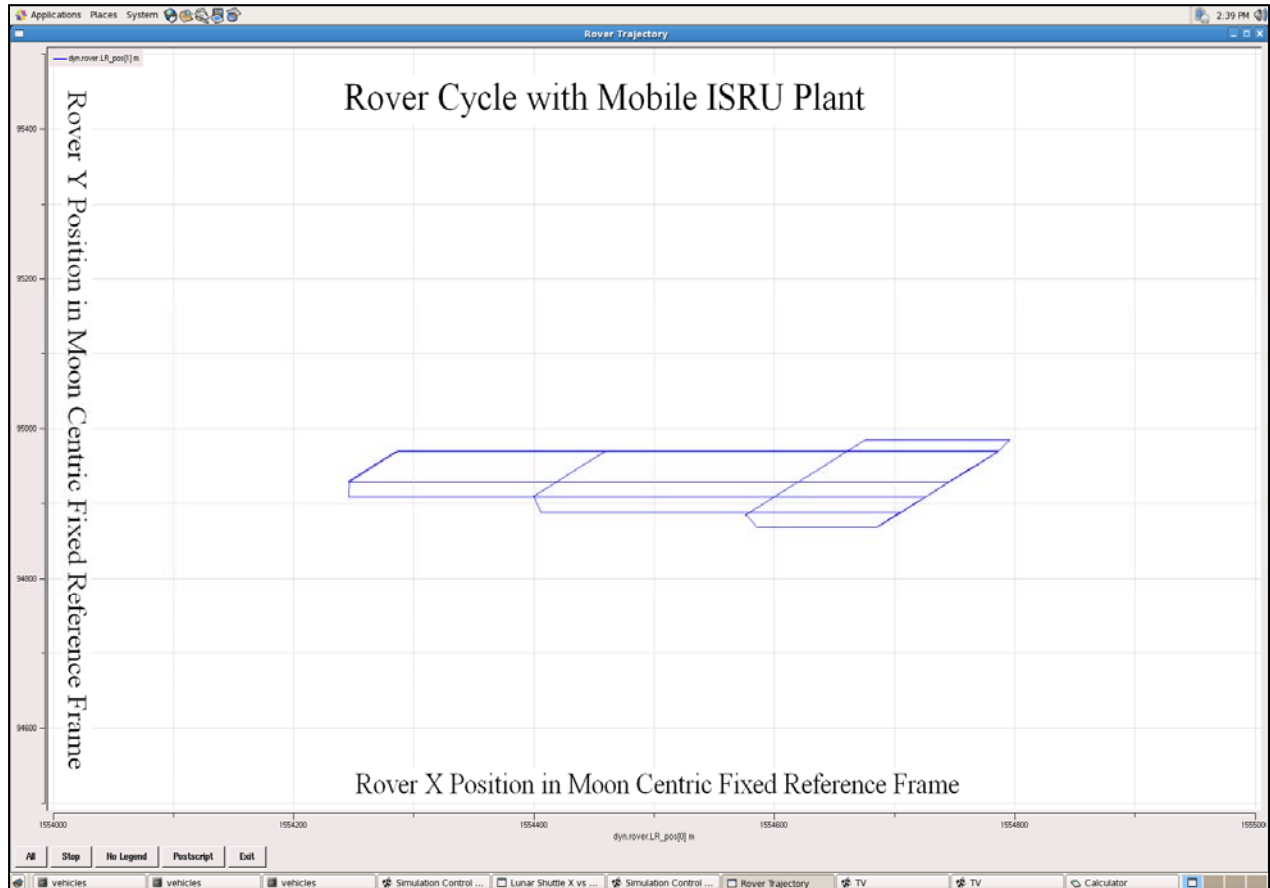 Applications Places System
2:39 PM
Rover Trajectory
dyn.rover.LR_pos[1] m
Rover Cycle with Mobile ISRU Plant
Rover Y Position in Moon Centric Fixed Reference Frame
95400
95200
95000
94800
94600
Rover X Position in Moon Centric Fixed Reference Frame
1554000
1554200
1554400
1554600
1554800
155500
dyn.rover.LR_pos[0] m
All
Stop
No Legend
Postscript
Exit
vehicles
vehicles
vehicles
Simulation Control ...
Lunar Shuttle X vs ...
Simulation Control ...
Rover Trajectory
TV
TV
Calculator